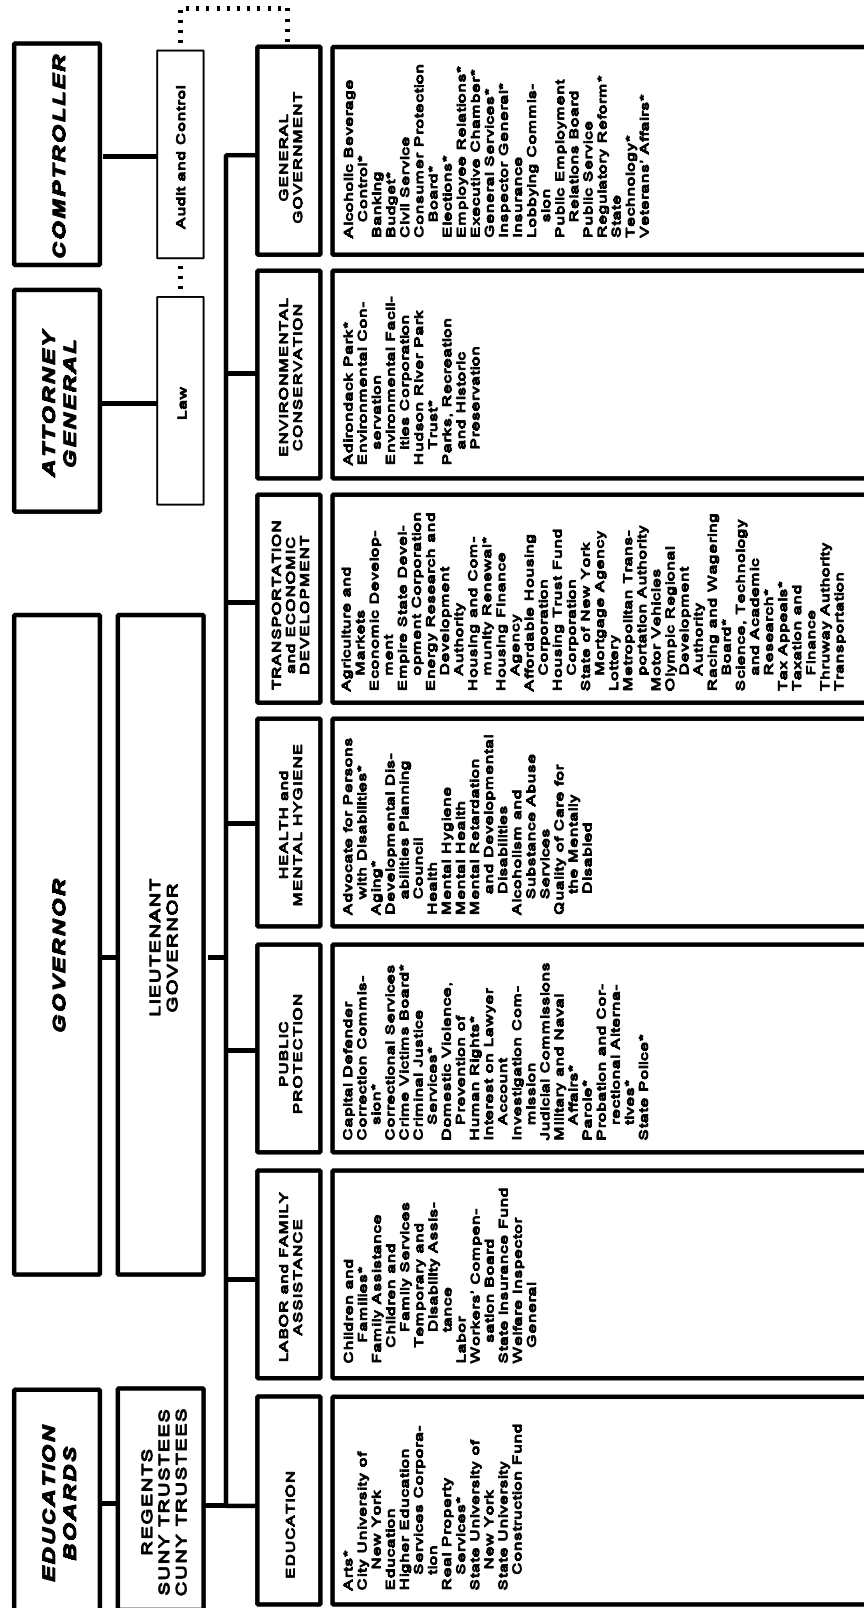 EDUCATION
BOARDS
GOVERNOR
ATTORNEY
GENERAL
COMPTROLLER
REGENTS
SUNY TRUSTEES
CUNY TRUSTEES
LIEUTENANT
GOVERNOR
Law
Audit and Control
EDUCATION
Arts*
City University of
New York
Education
Higher Education
Services Corpora-
tion
Real Property
Services*
State University of
New York
State University
Construction Fund
LABOR and FAMILY
ASSISTANCE
Children and
Families*
Family Assistance
Children and
Family Services
Temporary and
Disability Assis-
tance
Labor
Workers' Compen-
sation Board
State Insurance Fund
Welfare Inspector
General
PUBLIC
PROTECTION
Capital Defender
Correction Commis-
sion*
Correctional Services
Crime Victims Board*
Criminal Justice
Services*
Domestic Violence,
Prevention of
Human Rights*
Interest on Lawyer
Account
Investigation Com-
mission
Judicial Commissions
Military and Naval
Affairs*
Parole*
Probation and Cor-
rectional Alterna-
tives*
State Police*
HEALTH and
MENTAL HYGIENE
Advocate for Persons
with Disabilities*
Aging*
Developmental Dis-
abilities Planning
Council
Health
Mental Hygiene
Mental Health
Mental Retardation
and Developmental
Disabilities
Alcoholism and
Substance Abuse
Services
Quality of Care for
the Mentally
Disabled
TRANSPORTATION
and ECONOMIC
DEVELOPMENT
Agriculture and
Markets
Economic Develop-
ment
Empire State Devel-
opment Corporation
Energy Research and
Development
Authority
Housing and Com-
munity Renewal*
Housing Finance
Agency
Affordable Housing
Corporation
Housing Trust Fund
Corporation
State of New York
Mortgage Agency
Lottery
Metropolitan Trans-
portation Authority
Motor Vehicles
Olympic Regional
Development
Authority
Racing and Wagering
Board*
Science, Technology
and Academic
Research*
Tax Appeals*
Taxation and
Finance
Thruway Authority
Transportation
ENVIRONMENTAL
CONSERVATION
Adirondack Park*
Environmental Con-
servation
Environmental Facil-
ities Corporation
Hudson River Park
Trust*
Parks, Recreation
and Historic
Preservation
GENERAL
GOVERNMENT
Alcoholic Beverage
Control*
Banking
Budget*
Civil Service
Consumer Protection
Board*
Elections*
Employee Relations*
Executive Chamber*
General Services*
Inspector General*
Insurance
Lobbying Commis-
sion
Public Employment
Relations Board
Public Service
Regulatory Reform*
State
Technology*
Veterans' Affairs*